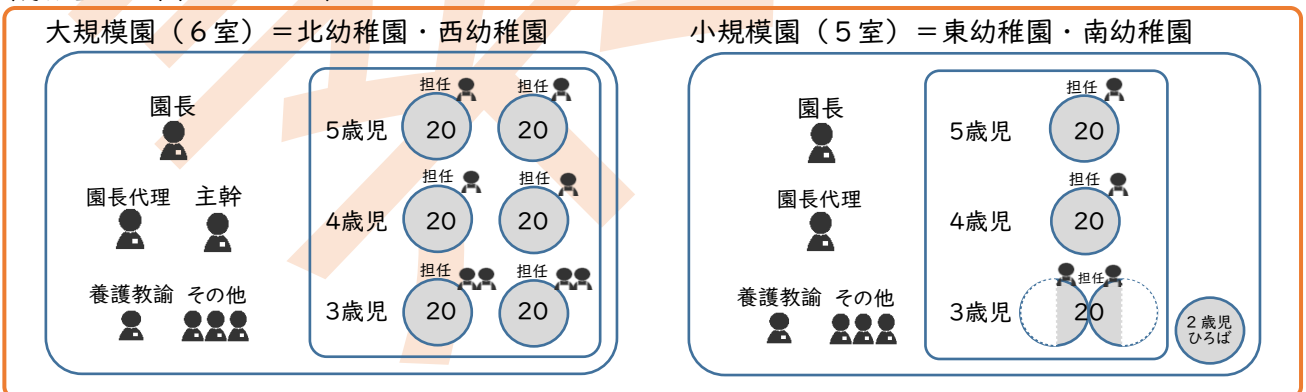 大規模園（６室）＝北幼稚園・西幼稚園
園長
園長代理 主幹
養護教諭 その他
担任 担任
5歳児 20 20
担任 担任
4歳児 20 20
担任 担任
3歳児 20 20
小規模園（５室）＝東幼稚園・南幼稚園
園長
園長代理
養護教諭 その他
担任
5歳児 20
担任
4歳児 20
担任
3歳児 20
２歳児
ひろば